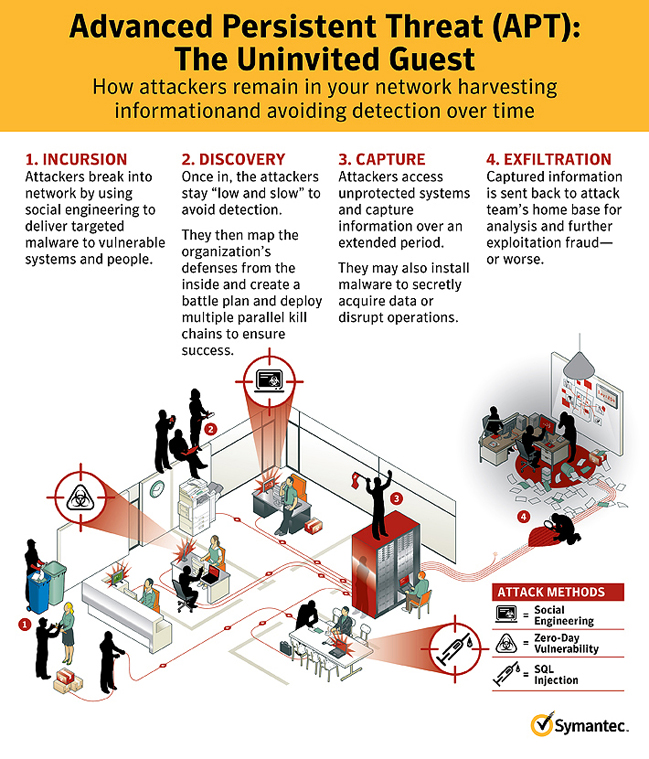 Advanced Persistent Threat (APT):
The Uninvited Guest
How attackers remain in your network harvesting
informationand avoiding detection over time
1. INCURSION
Attackers break into
network by using
social engineering to
deliver targeted
malware to vulnerable
systems and people.
2. DISCOVERY
Once in, the attackers
stay “low and slow” to
avoid detection.
They then map the
organization’s
defenses from the
inside and create a
battle plan and deploy
multiple parallel kill
chains to ensure
success.
3. CAPTURE
Attackers access
unprotected systems
and capture
information over an
extended period.
They may also install
malware to secretly
acquire data or
disrupt operations.
4. EXFILTRATION
Captured information
is sent back to attack
team’s home base for
analysis and further
exploitation fraud—
or worse.
2
3
4
1
ATTACK METHODS
= Social
Engineering
= Zero-Day
Vulnerability
= SQL
Injection
Symantec.